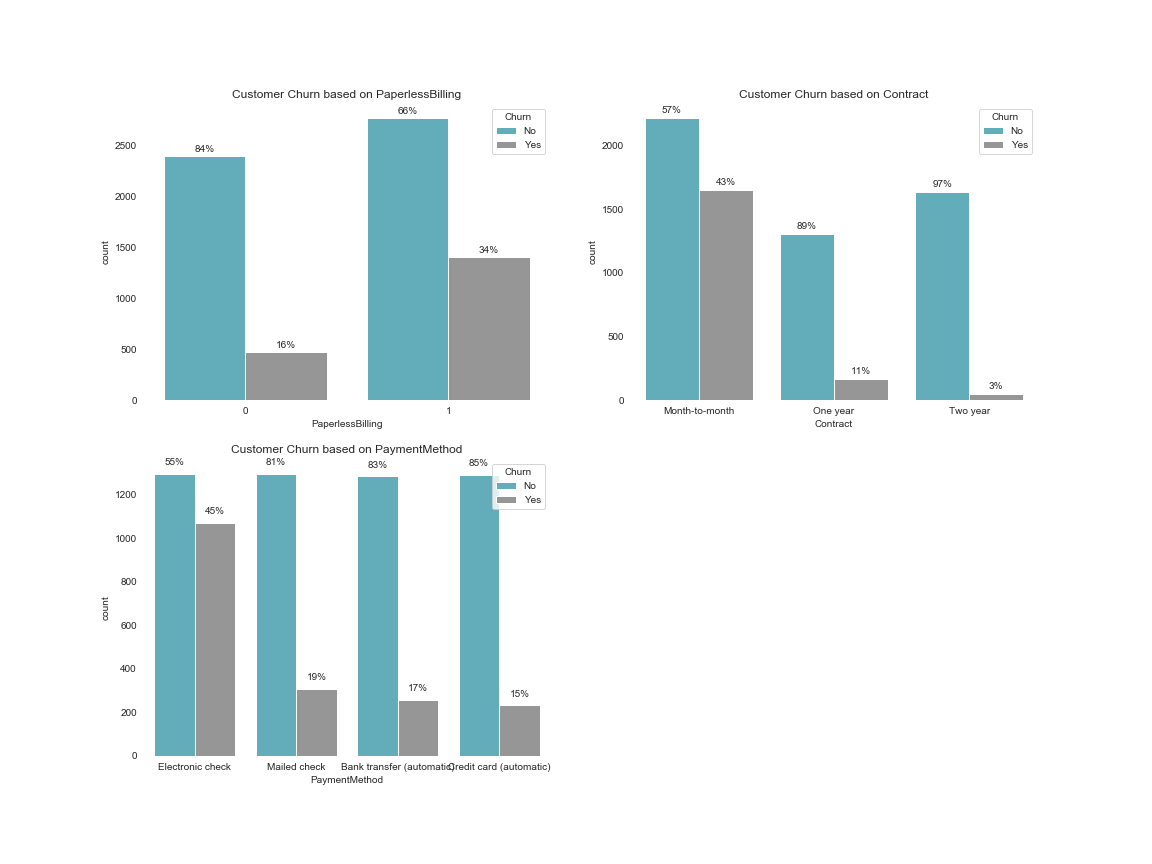 Customer Churn based on PaperlessBilling
Churn
No
Yes
66%
84%
34%
16%
2500
2000
1500
1000
500
0
count
0 1
PaperlessBilling
Customer Churn based on Contract
Churn
No
Yes
57%
43%
97%
89%
11%
3%
2000
1500
1000
500
0
count
Month-to-month One year Two year
Contract
Customer Churn based on PaymentMethod
Churn
No
Yes
55% 81% 83% 85%
45%
19%
17%
15%
1200
1000
800
600
400
200
0
count
Electronic check Mailed check Bank transfer (automatic) Credit card (automatic)
PaymentMethod